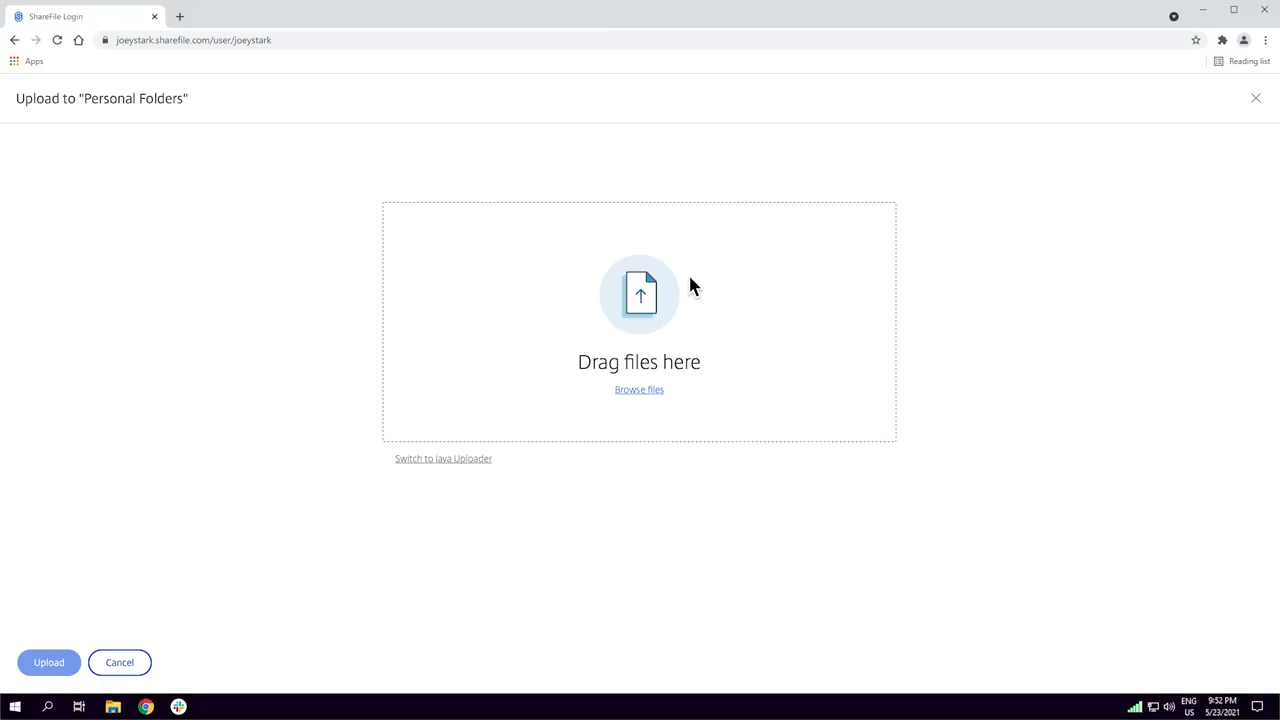 ShareFile Login
joeystark.sharefile.com/user/joeystark
Apps
Reading list
Upload to "Personal Folders"
Drag files here
Browse files
Switch to Java Uploader
Upload
Cancel
ENG
US
9:52 PM
5/23/2021